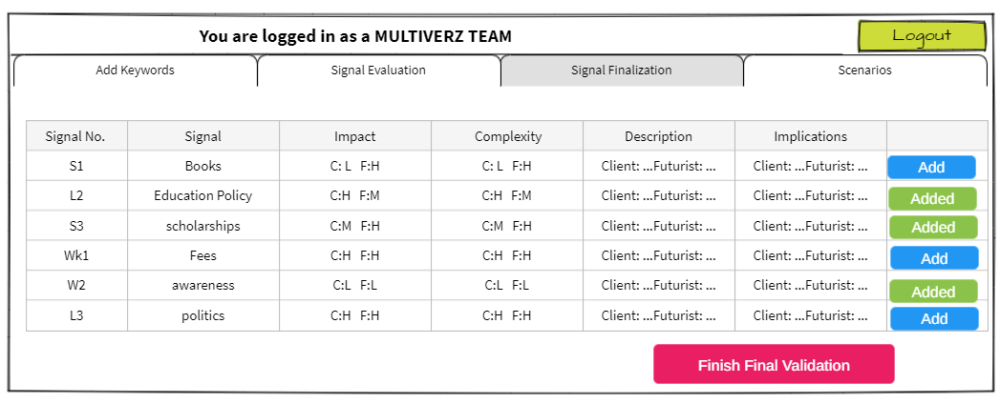 You are logged in as a MULTIVERZ TEAM Logout
Add Keywords Signal Evaluation Signal Finalization Scenarios
Signal No. Signal Impact Complexity Description Implications
S1 Books C: L F:H C: L F:H Client: ...Futurist: ... Client: ...Futurist: ... Add
L2 Education Policy C:H F:M C:H F:M Client: ...Futurist: ... Client: ...Futurist: ... Added
S3 scholarships C:M F:H C:M F:H Client: ...Futurist: ... Client: ...Futurist: ... Added
Wk1 Fees C:H F:H C:H F:H Client: ...Futurist: ... Client: ...Futurist: ... Add
W2 awareness C:L F:L C:L F:L Client: ...Futurist: ... Client: ...Futurist: ... Added
L3 politics C:H F:H C:H F:H Client: ...Futurist: ... Client: ...Futurist: ... Add
Finish Final Validation